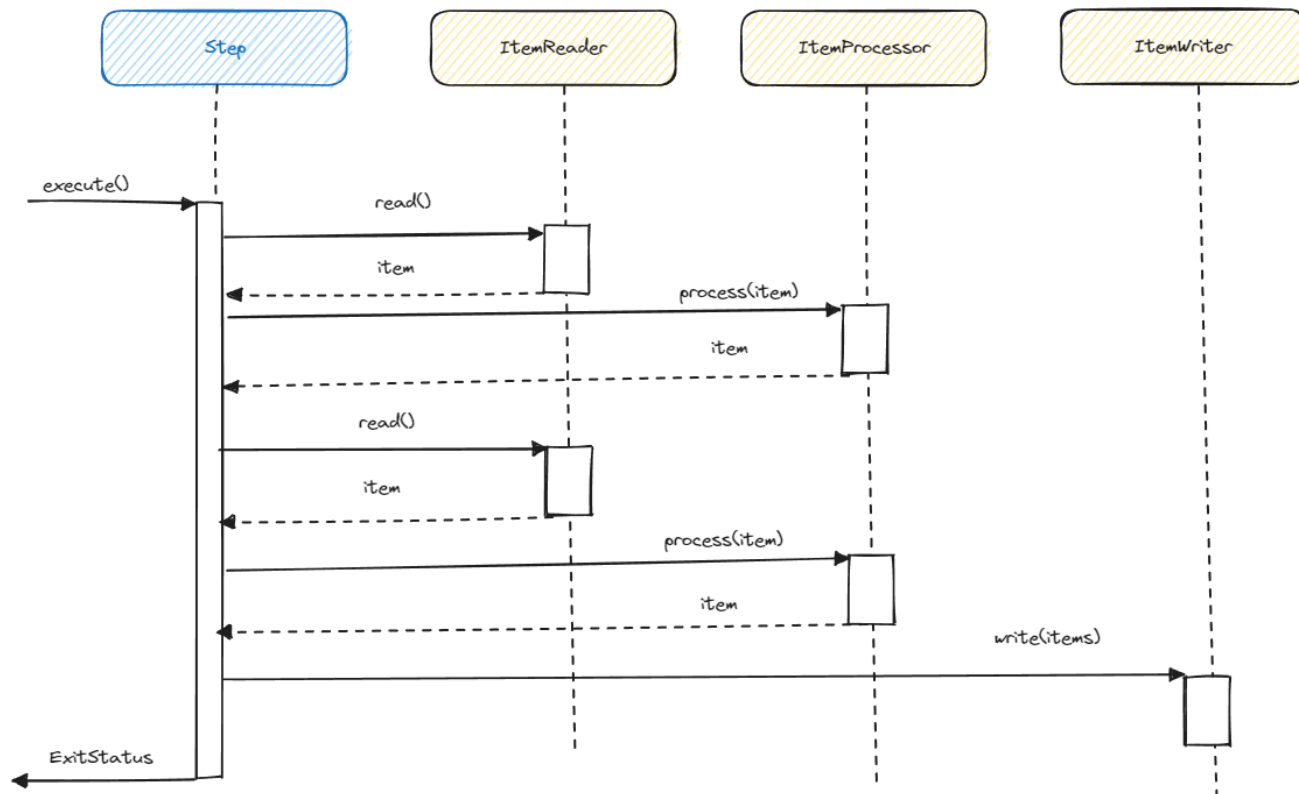 Step
ItemReader
ItemProcessor
ItemWriter
execute()
read()
item
process(item)
item
read()
item
process(item)
item
write(items)
ExitStatus